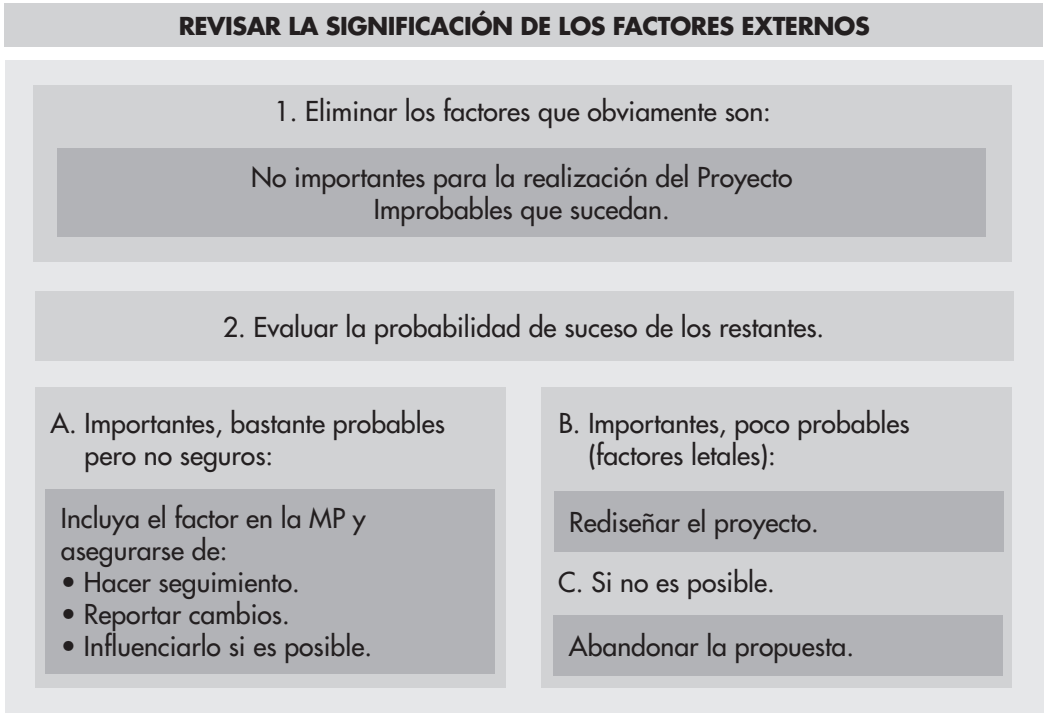 REVISAR LA SIGNIFICACIÓN DE LOS FACTORES EXTERNOS
1. Eliminar los factores que obviamente son:
No importantes para la realización del Proyecto
Improbables que sucedan.
2. Evaluar la probabilidad de suceso de los restantes.
A. Importantes, bastante probables
pero no seguros:
Incluya el factor en la MP y
asegurarse de:
• Hacer seguimiento.
• Reportar cambios.
• Influenciarlo si es posible.
B. Importantes, poco probables
(factores letales):
Rediseñar el proyecto.
C. Si no es posible.
Abandonar la propuesta.